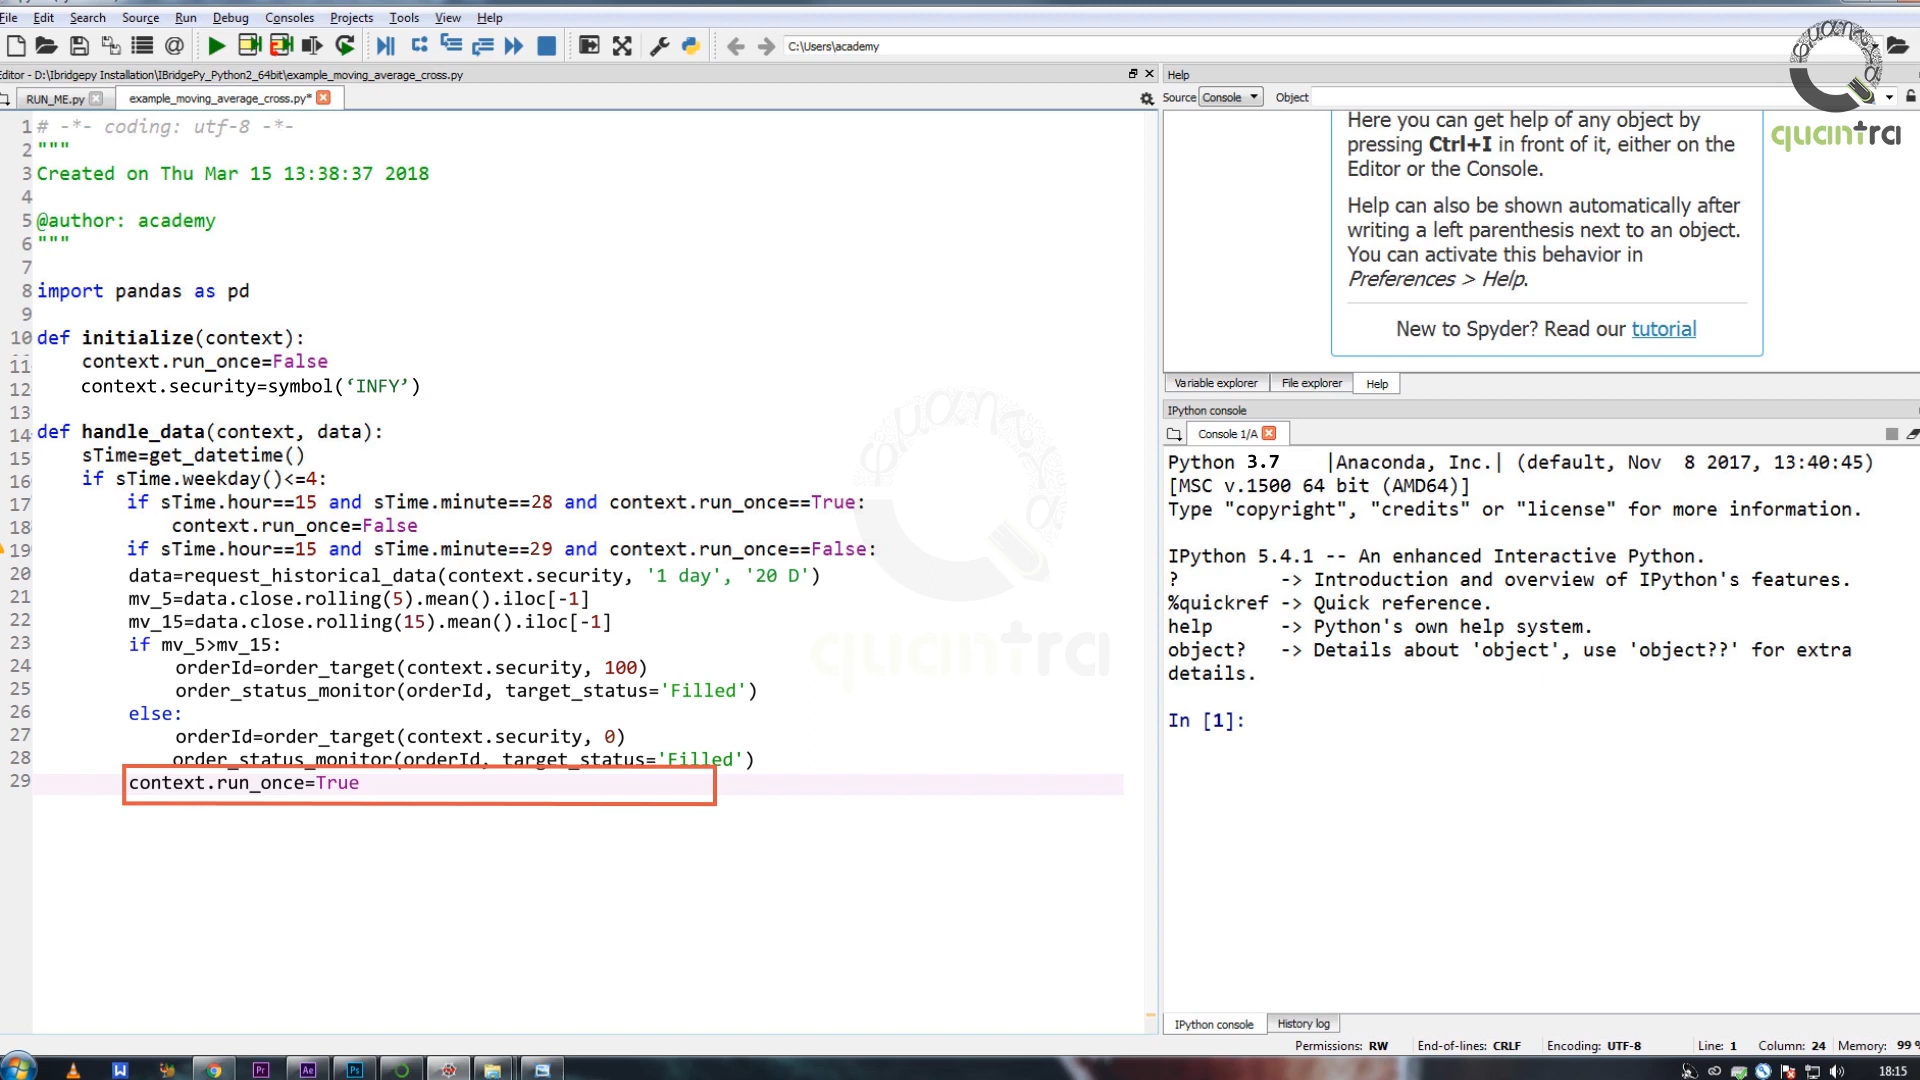 File Edit Search Source Run Debug Consoles Projects Tools View Help
C:\Users\academy
Editor - D:\Ibridgepy Installation\IBridgePy_Python2_64bit\example_moving_average_cross.py
RUN_ME.py
example_moving_average_cross.py*
1 # -*- coding: utf-8 -*-
2 """
3 Created on Thu Mar 15 13:38:37 2018
4
5 @author: academy
6 """
7
8 import pandas as pd
9
10 def initialize(context):
11     context.run_once=False
12     context.security=symbol(‘INFY’)
13
14 def handle_data(context, data):
15     sTime=get_datetime()
16     if sTime.weekday()<=4:
17         if sTime.hour==15 and sTime.minute==28 and context.run_once==True:
18             context.run_once=False
19         if sTime.hour==15 and sTime.minute==29 and context.run_once==False:
20         data=request_historical_data(context.security, '1 day', '20 D')
21         mv_5=data.close.rolling(5).mean().iloc[-1]
22         mv_15=data.close.rolling(15).mean().iloc[-1]
23         if mv_5>mv_15:
24             orderId=order_target(context.security, 100)
25             order_status_monitor(orderId, target_status='Filled')
26         else:
27             orderId=order_target(context.security, 0)
28             order_status_monitor(orderId, target_status='Filled')
29         context.run_once=True
Help
Source Console Object
Here you can get help of any object by
pressing Ctrl+I in front of it, either on the
Editor or the Console.
Help can also be shown automatically after
writing a left parenthesis next to an object.
You can activate this behavior in
Preferences > Help.
New to Spyder? Read our tutorial
Variable explorer File explorer Help
IPython console
Console 1/A
Python 3.7 |Anaconda, Inc.| (default, Nov  8 2017, 13:40:45)
[MSC v.1500 64 bit (AMD64)]
Type "copyright", "credits" or "license" for more information.
IPython 5.4.1 -- An enhanced Interactive Python.
? -> Introduction and overview of IPython's features.
%quickref -> Quick reference.
help -> Python's own help system.
object? -> Details about 'object', use 'object??' for extra
details.
In [1]:
IPython console History log
Permissions: RW End-of-lines: CRLF Encoding: UTF-8 Line: 1 Column: 24 Memory: 99 %
18:15
quantra
quantra
quantra
quantra